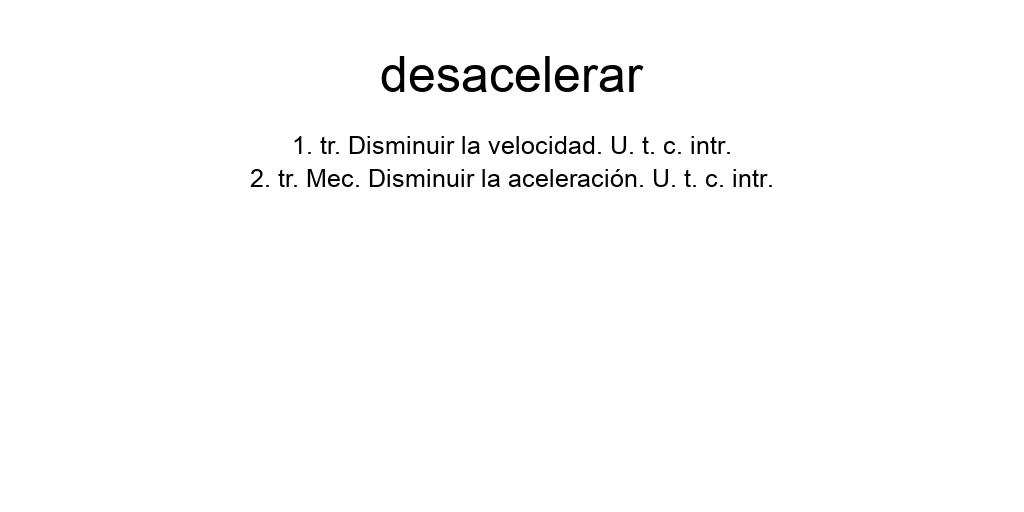 desacelerar
1. tr. Disminuir la velocidad. U. t. c. intr.
2. tr. Mec. Disminuir la aceleración. U. t. c. intr.